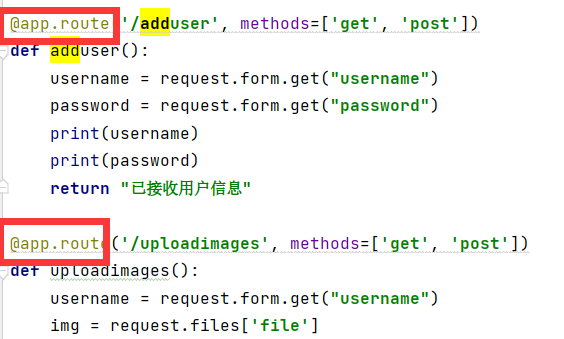 @app.route('/adduser', methods=['get', 'post'])
def adduser():
    username = request.form.get("username")
    password = request.form.get("password")
    print(username)
    print(password)
    return "已接收用户信息"
@app.route('/uploadimages', methods=['get', 'post'])
def uploadimages():
    username = request.form.get("username")
    img = request.files['file']